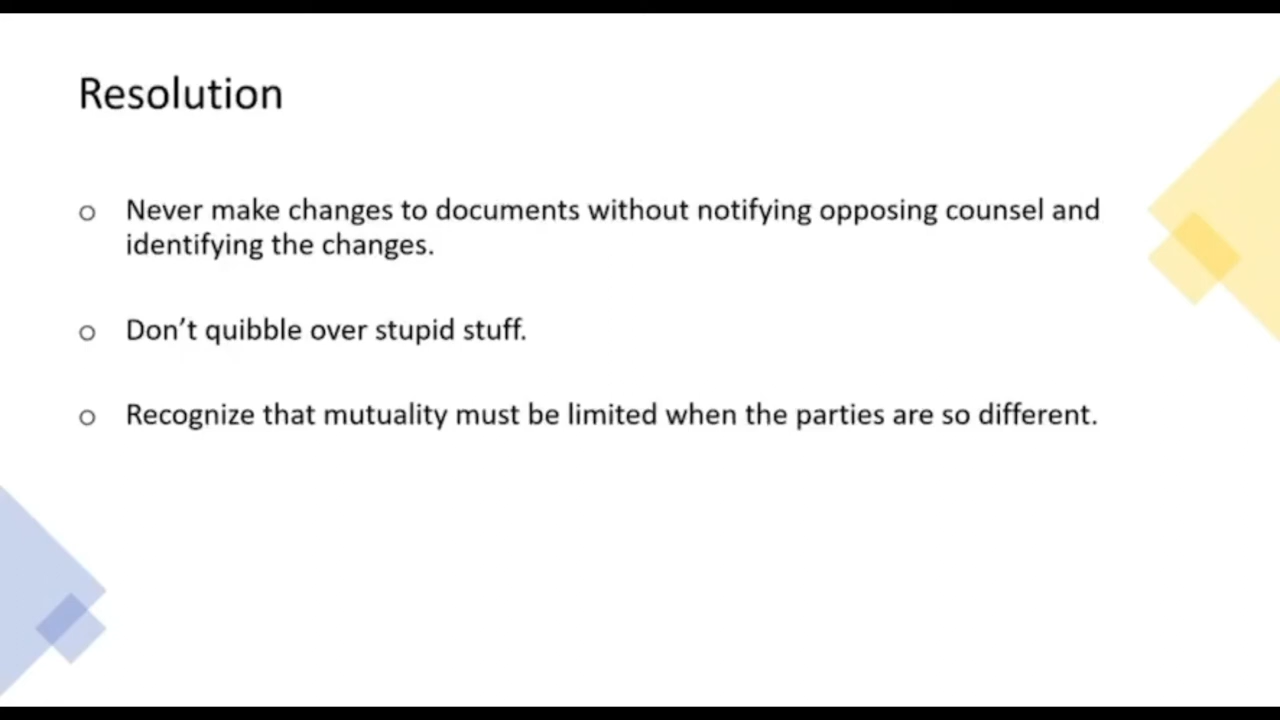 Resolution
Never make changes to documents without notifying opposing counsel and
identifying the changes.
Don’t quibble over stupid stuff.
Recognize that mutuality must be limited when the parties are so different.